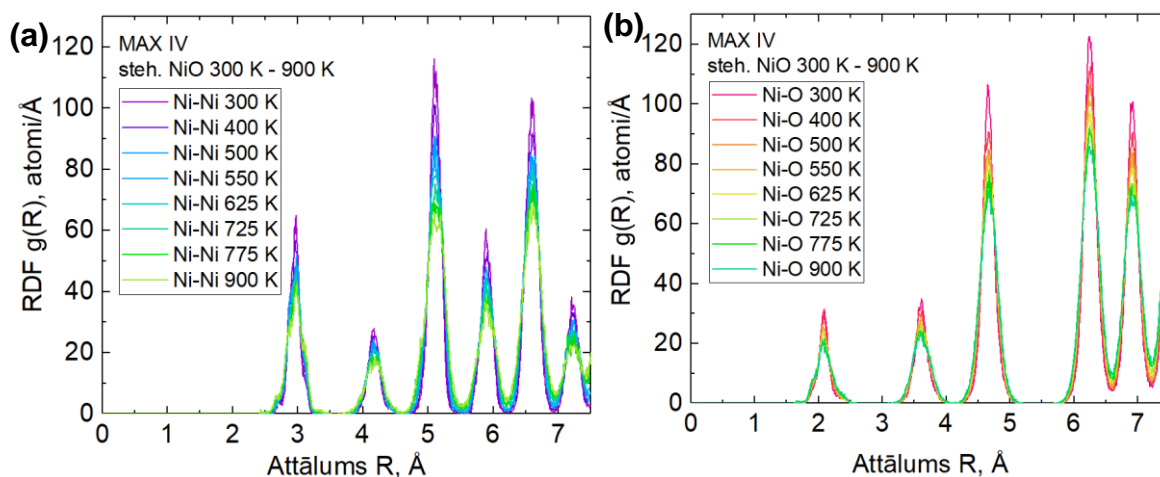 (a)
MAX IV
steh. NiO 300 K - 900 K
Ni-Ni 300 K
Ni-Ni 400 K
Ni-Ni 500 K
Ni-Ni 550 K
Ni-Ni 625 K
Ni-Ni 725 K
Ni-Ni 775 K
Ni-Ni 900 K
RDF g(R), atomi/Å
120
100
80
60
40
20
0
0 1 2 3 4 5 6 7
Attālums R, Å
(b)
MAX IV
steh. NiO 300 K - 900 K
Ni-O 300 K
Ni-O 400 K
Ni-O 500 K
Ni-O 550 K
Ni-O 625 K
Ni-O 725 K
Ni-O 775 K
Ni-O 900 K
RDF g(R), atomi/Å
120
100
80
60
40
20
0
0 1 2 3 4 5 6 7
Attālums R, Å